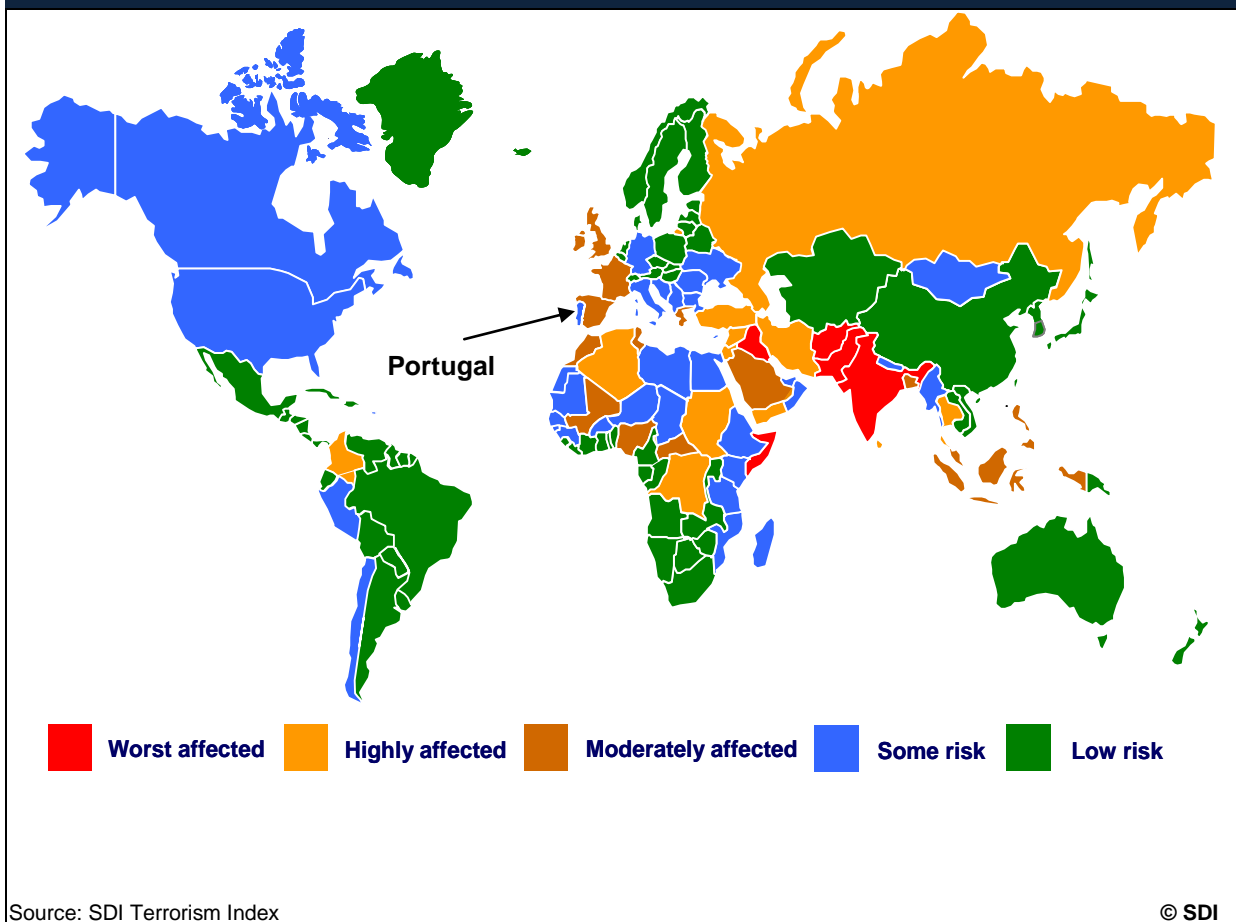 Portugal
Worst affected
Highly affected
Moderately affected
Some risk
Low risk
Source: SDI Terrorism Index
© SDI